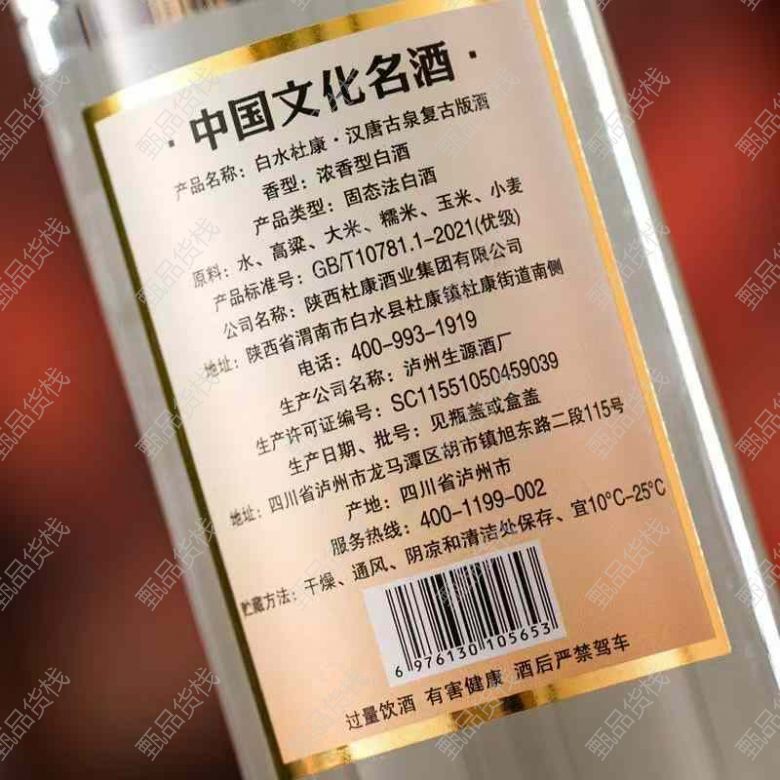 ·中国文化名酒·
产品名称：白水杜康·汉唐古泉复古版酒
香型：浓香型白酒
产品类型：固态法白酒
原料：水、高粱、大米、糯米、玉米、小麦
产品标准号：GB/T10781.1-2021(优级)
公司名称：陕西杜康酒业集团有限公司
地址：陕西省渭南市白水县杜康镇杜康街道南侧
电话：400-993-1919
生产公司名称：泸州生源酒厂
生产许可证编号：SC11551050459039
生产日期、批号：见瓶盖或盒盖
地址：四川省泸州市龙马潭区胡市镇旭东路二段115号
产地：四川省泸州市
服务热线：400-1199-002
贮藏方法：干燥、通风、阴凉和清洁处保存、宜10°C-25°C
6 976130 105653
过量饮酒 有害健康 酒后严禁驾车
甄品货栈